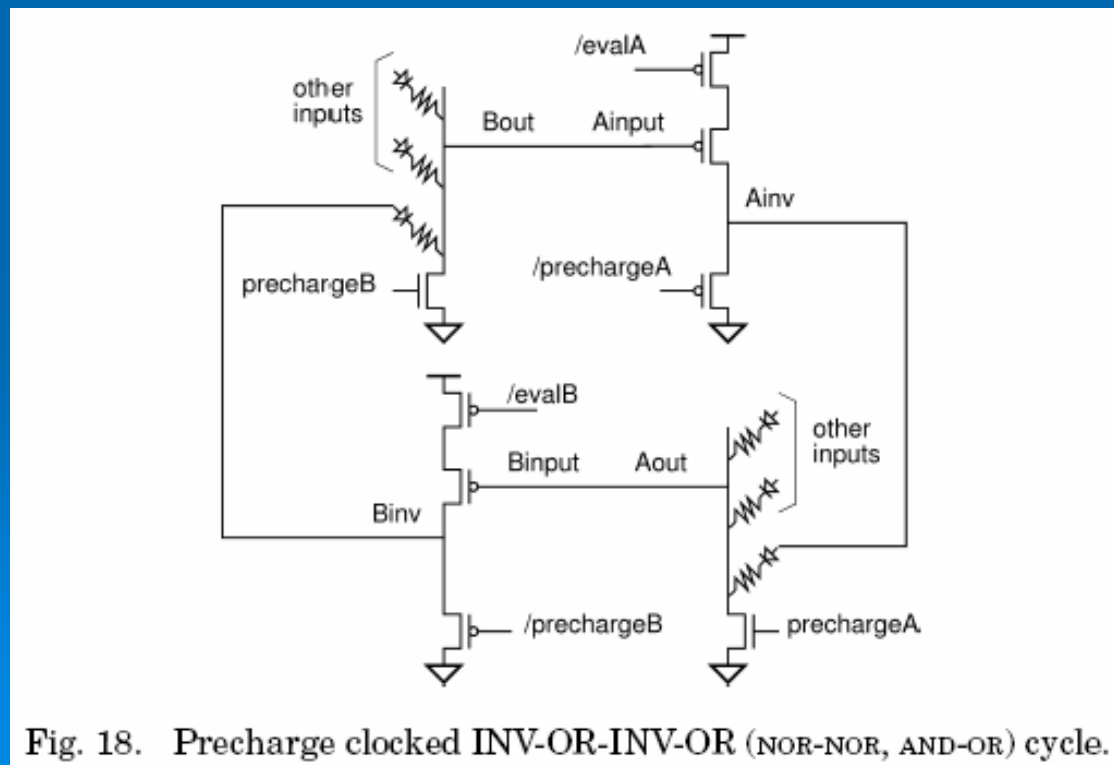 /evalA
other
inputs
Bout
Ainput
Ainv
prechargeB
/prechargeA
/evalB
other
inputs
Binput
Aout
Binv
/prechargeB
prechargeA
Fig. 18. Precharge clocked INV-OR-INV-OR (NOR-NOR, AND-OR) cycle.